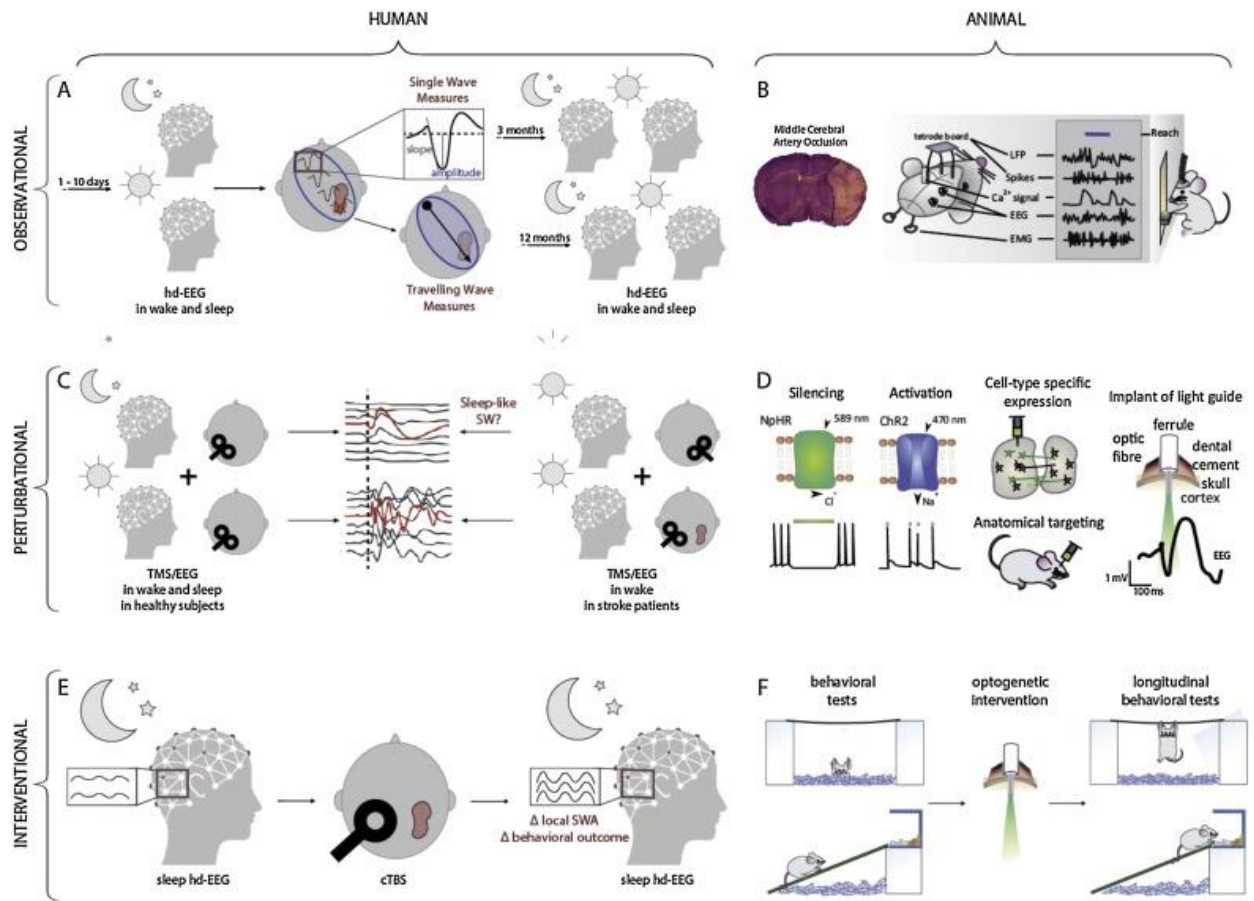 HUMAN
ANIMAL
OBSERVATIONAL
A
1 - 10 days
hd-EEG
in wake and sleep
Single Wave
Measures
slope
amplitude
Travelling Wave
Measures
3 months
12 months
hd-EEG
in wake and sleep
B
Middle Cerebral
Artery Occlusion
tetrode board
LFP
Spikes
Ca2+ signal
EEG
EMG
Reach
PERTURBATIONAL
C
+
TMS/EEG
in wake and sleep
in healthy subjects
Sleep-like
SW?
+
TMS/EEG
in wake
in stroke patients
D
Silencing
NpHR
589 nm
Cl-
Activation
ChR2
470 nm
Na+
Cell-type specific
expression
Anatomical targeting
Implant of light guide
ferrule
optic
fibre
dental
cement
skull
cortex
EEG
1 mV
100 ms
INTERVENTIONAL
E
sleep hd-EEG
cTBS
Δ local SWA
Δ behavioral outcome
sleep hd-EEG
F
behavioral
tests
optogenetic
intervention
longitudinal
behavioral tests